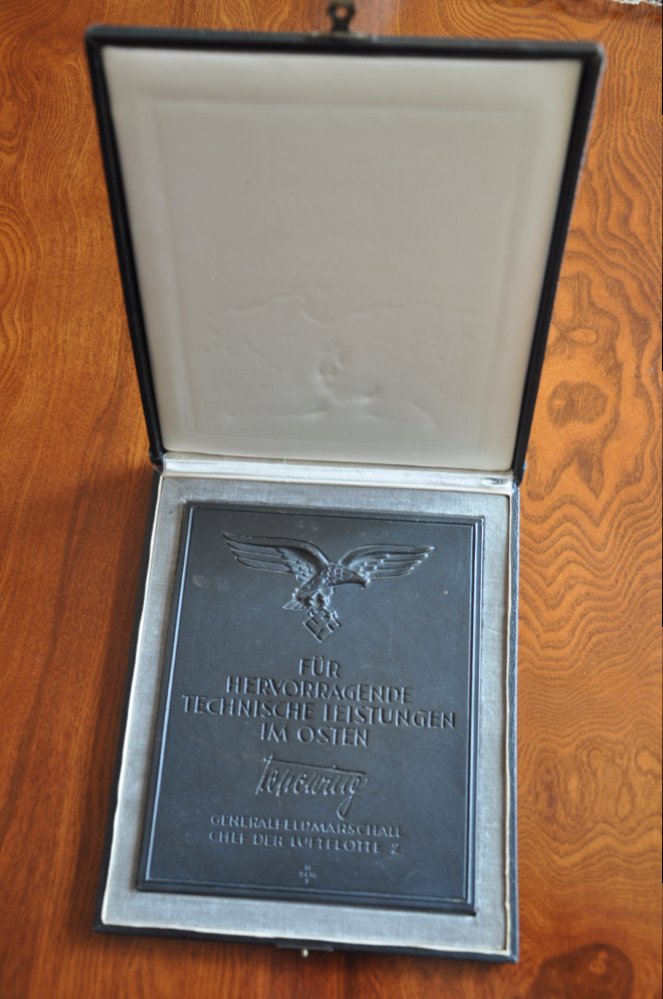 FÜR
HERVORRAGENDE
TECHNISCHE LEISTUNGEN
IM OSTEN
GENERALFELDMARSCHALL
CHEF DER LUFTFLOTTE 2